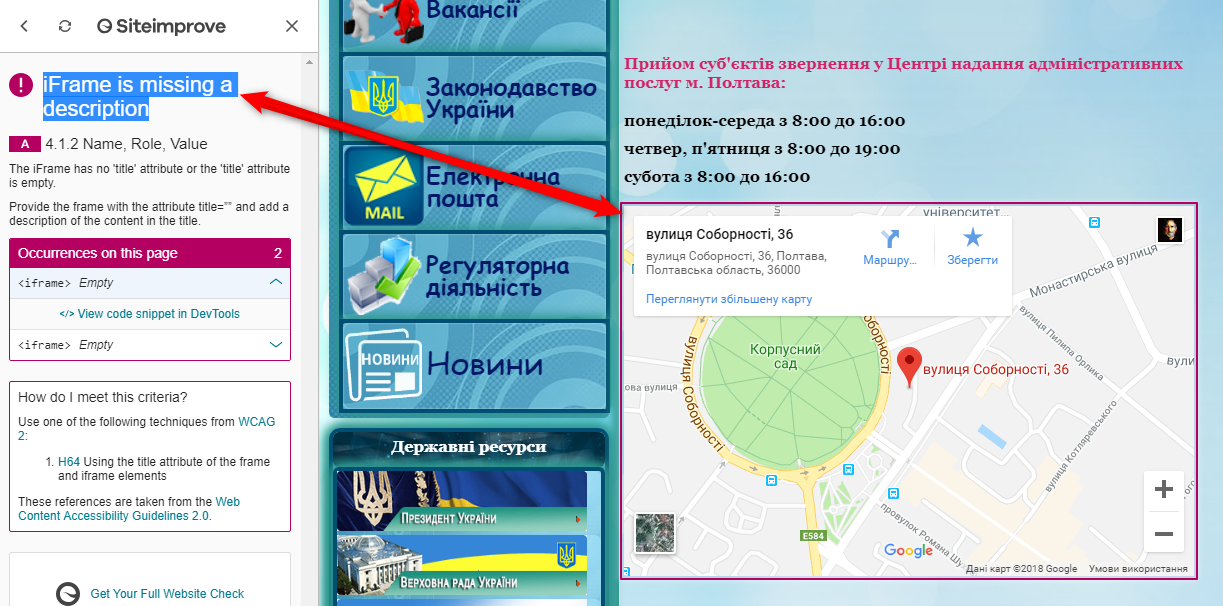 Siteimprove
iFrame is missing a
description
A 4.1.2 Name, Role, Value
The iFrame has no 'title' attribute or the 'title' attribute
is empty.
Provide the frame with the attribute title="" and add a
description of the content in the title.
Occurrences on this page 2
<iframe> Empty
</> View code snippet in DevTools
<iframe> Empty
How do I meet this criteria?
Use one of the following techniques from WCAG
2:
1. H64 Using the title attribute of the frame
and iframe elements
These references are taken from the Web
Content Accessibility Guidelines 2.0.
Get Your Full Website Check
Вакансії
Законодавство
України
MAIL
Електронна
пошта
Регуляторна
діяльність
НОВИНИ
Новини
Державні ресурси
Президент України
Верховна рада України
Прийом суб'єктів звернення у Центрі надання адміністративних
послуг м. Полтава:
понеділок-середа з 8:00 до 16:00
четвер, п'ятниця з 8:00 до 19:00
субота з 8:00 до 16:00
університет...
вулиця Соборності, 36
вулиця Соборності, 36, Полтава,
Полтавська область, 36000
Переглянути збільшену карту
Маршру...
Зберегти
Монастирська вулиця
вулиця Пилипа Орлика
Корпусний
сад
вулиця Соборності
Соборності
вулиця Соборності, 36
ова вулиця
вули
вулиця Котляревського
провулок Романа Шу
E584
Google
Дані карт ©2018 Google
Умови використання